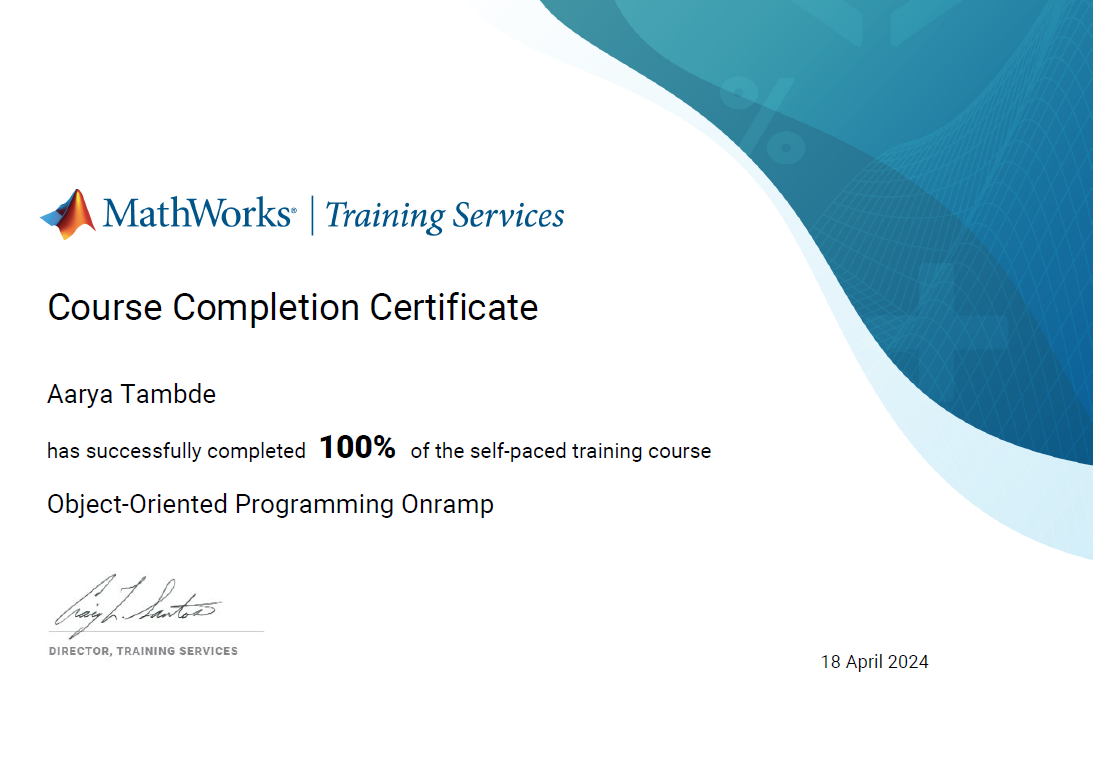 MathWorks® | Training Services
Course Completion Certificate
Aarya Tambde
has successfully completed 100% of the self-paced training course
Object-Oriented Programming Onramp
Craig L. Santos
DIRECTOR, TRAINING SERVICES
18 April 2024